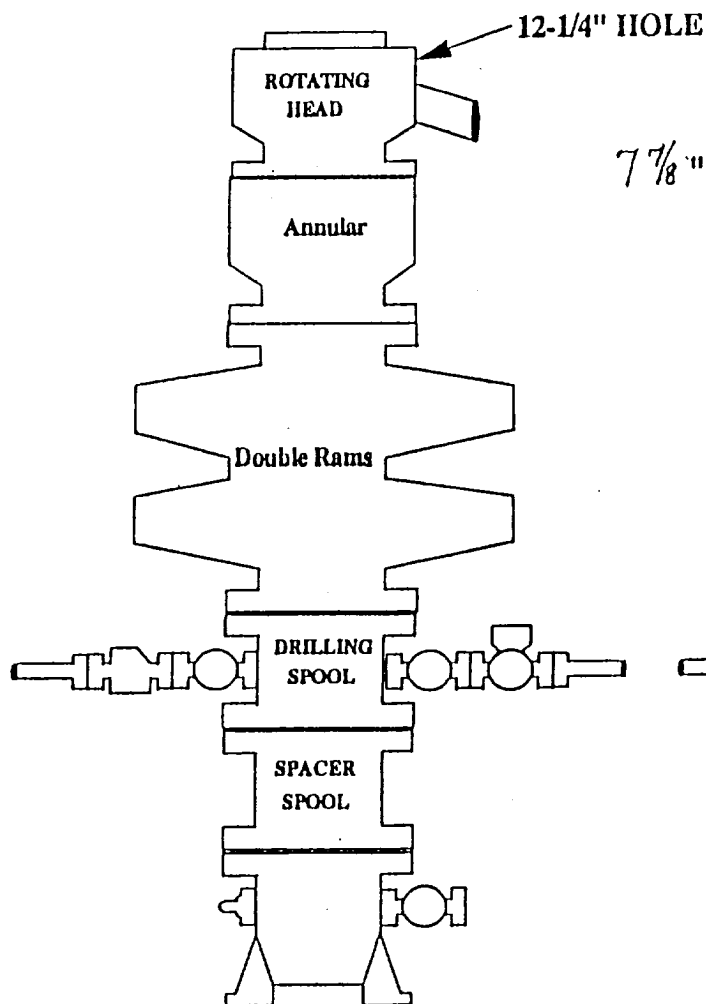 12-1/4" HOLE
ROTATING
HEAD
7 7/8"
Annular
Double Rams
DRILLING
SPOOL
SPACER
SPOOL